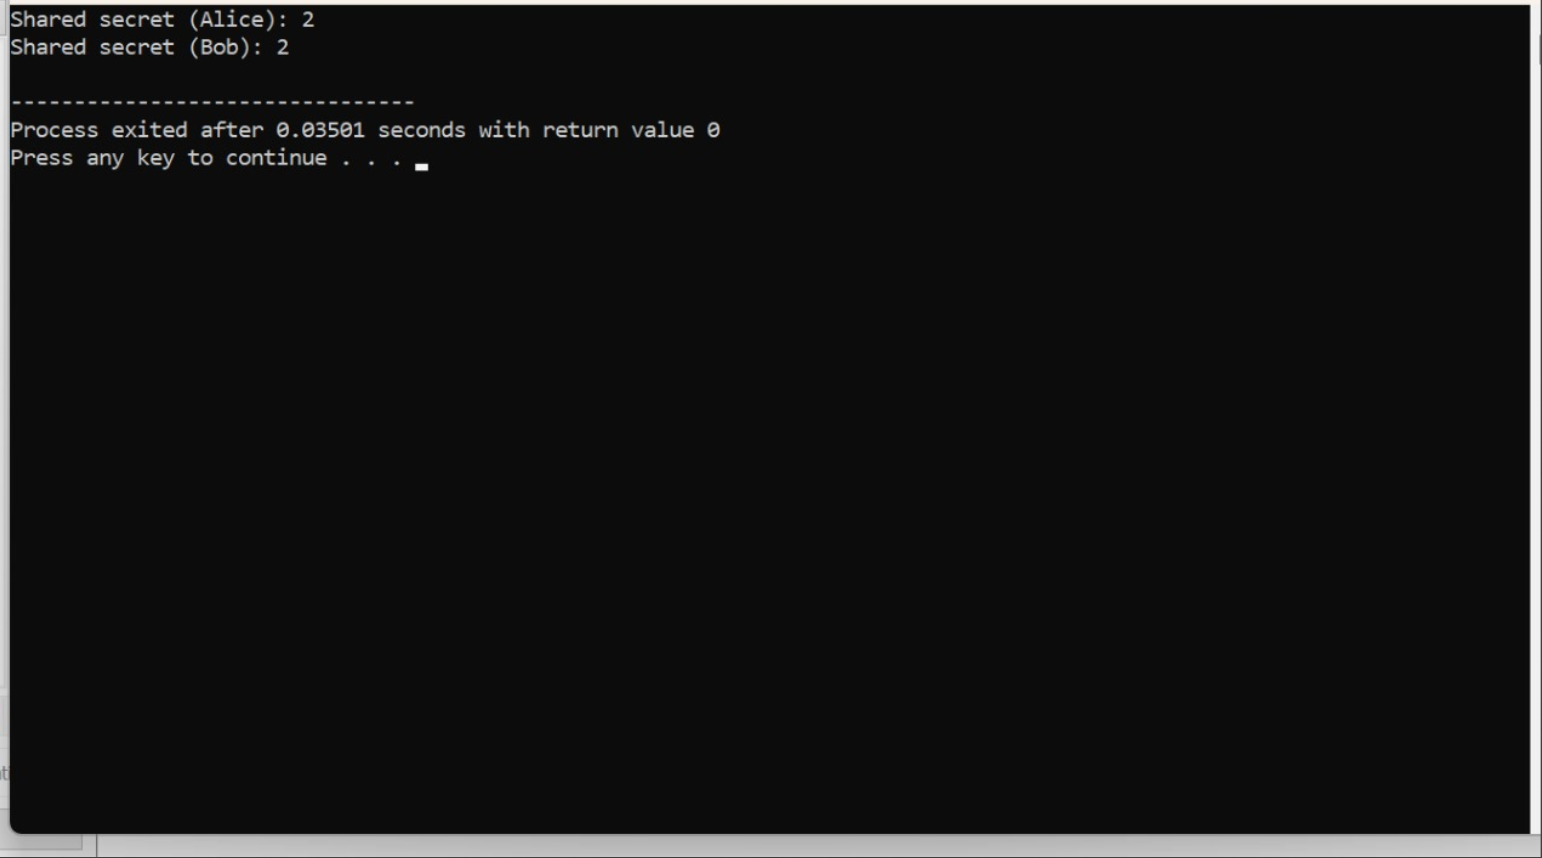 Shared secret (Alice): 2
Shared secret (Bob): 2
--------------------------------
Process exited after 0.03501 seconds with return value 0
Press any key to continue . . .